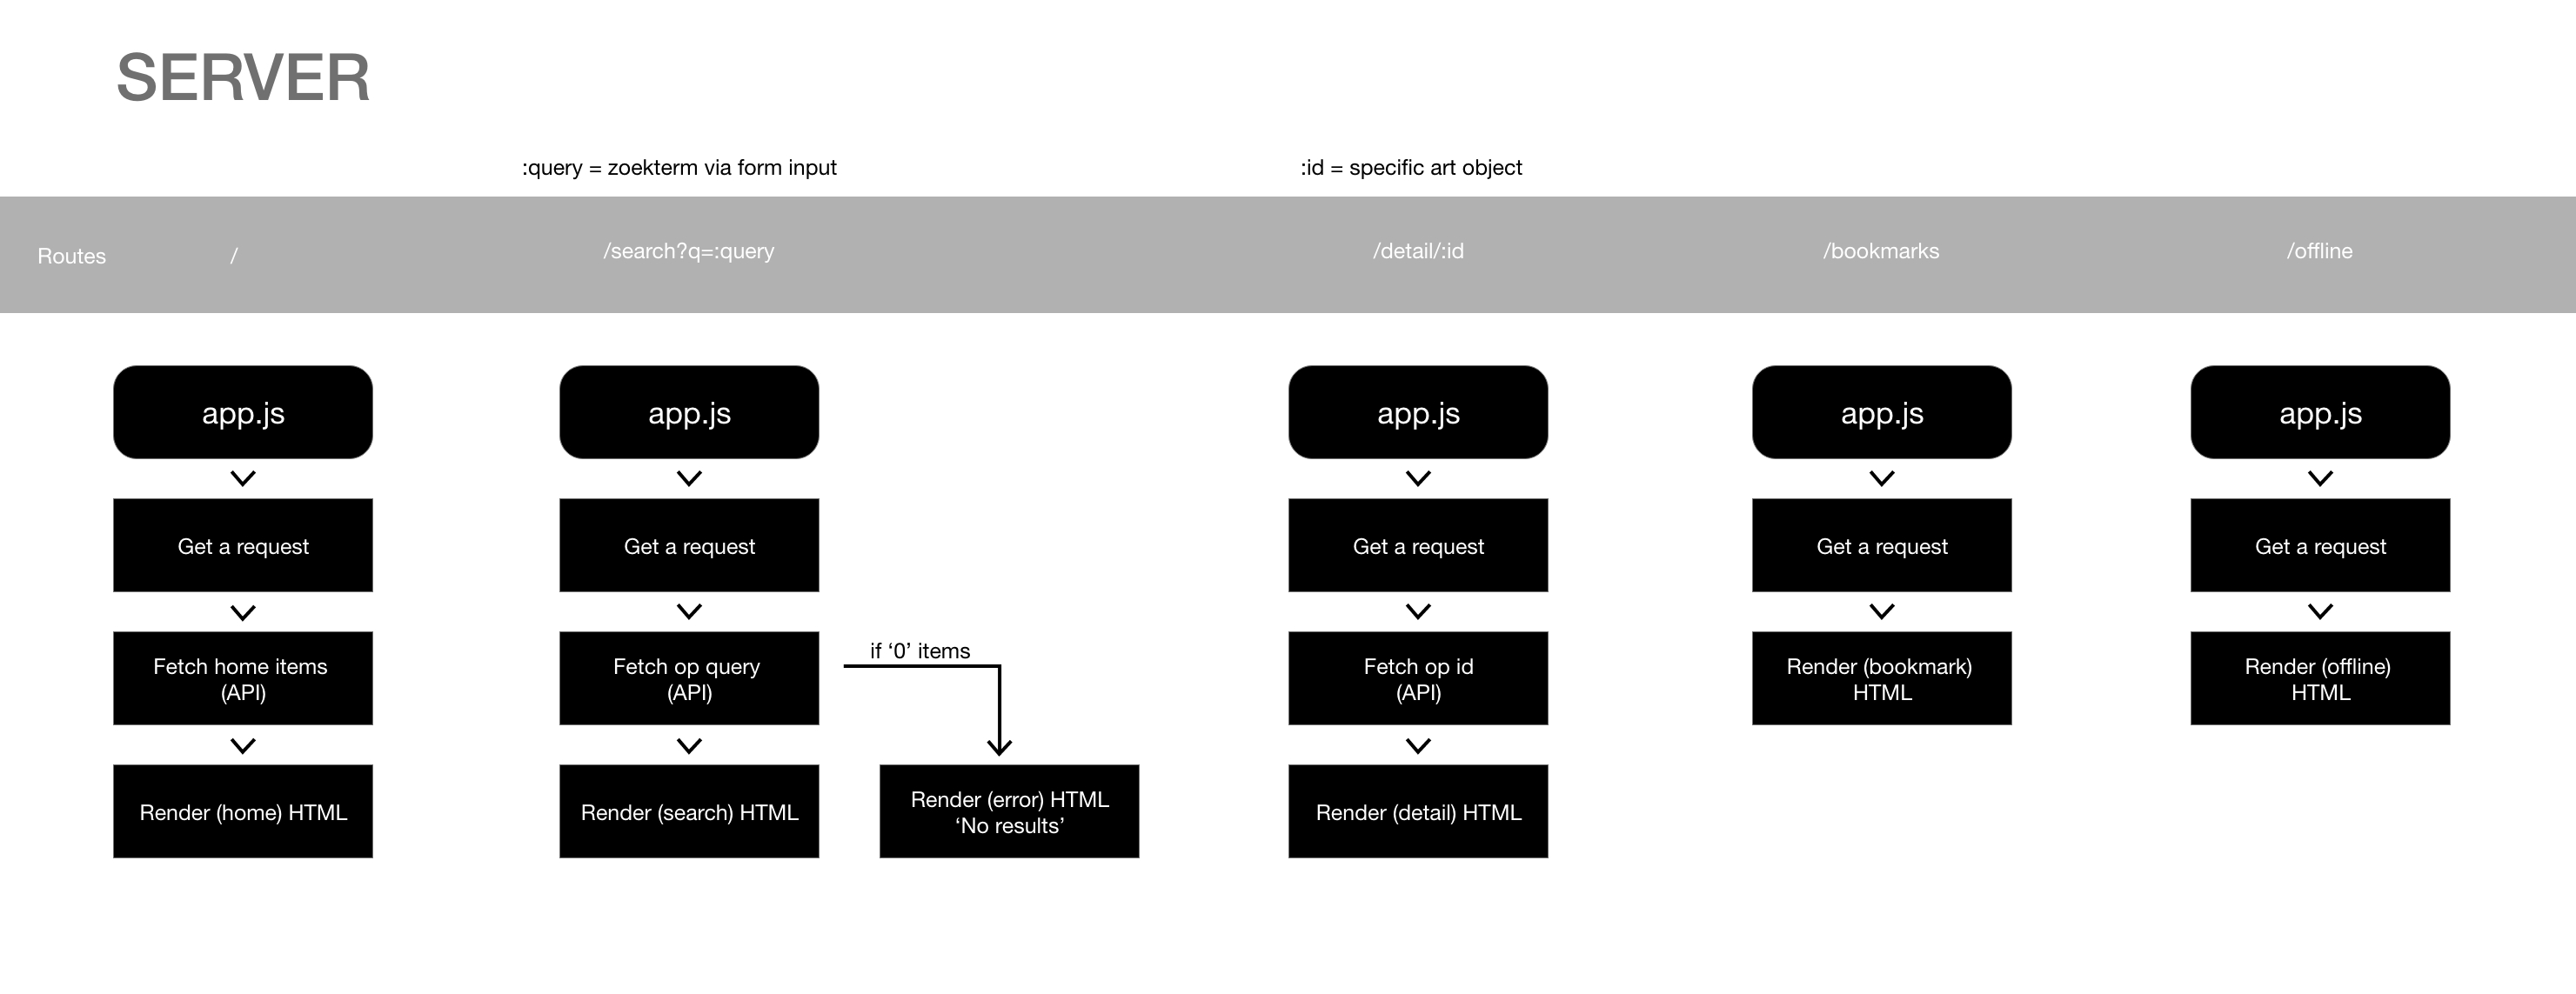 SERVER
:query = zoekterm via form input
:id = specific art object
Routes
/
/search?q=:query
/detail/:id
/bookmarks
/offline
app.js
app.js
app.js
app.js
app.js
Get a request
Get a request
Get a request
Get a request
Get a request
Fetch home items
(API)
Fetch op query
(API)
if ‘0’ items
Fetch op id
(API)
Render (bookmark)
HTML
Render (offline)
HTML
Render (home) HTML
Render (search) HTML
Render (error) HTML
‘No results’
Render (detail) HTML